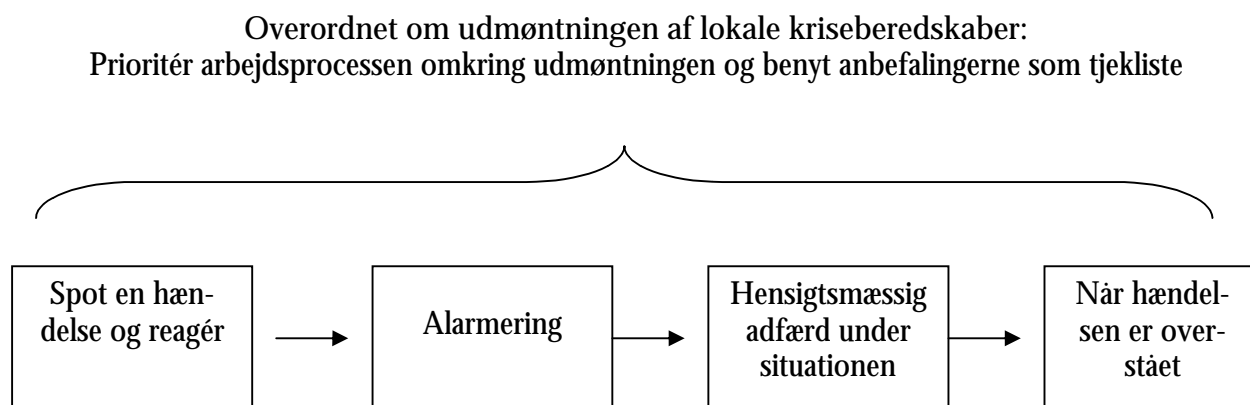 Overordnet om udmøntningen af lokale kriseberedskaber:
Prioritér arbejdsprocessen omkring udmøntningen og benyt anbefalingerne som tjekliste
Spot en hæn-
delse og reagér
Alarmering
Hensigtsmæssig
adfærd under
situationen
Når hændel-
sen er over-
stået